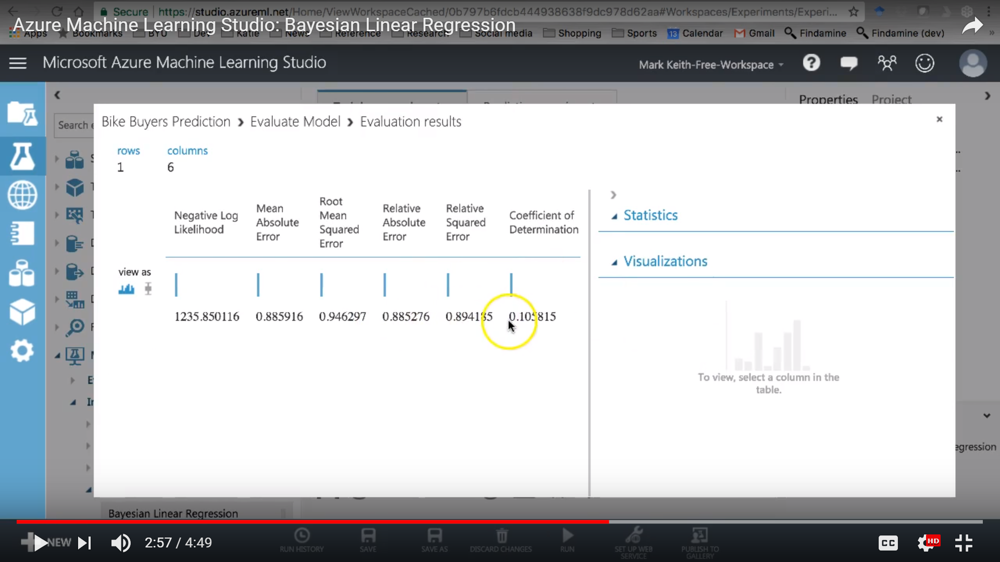 Secure https://studio.azureml.net/Home/ViewWorkspaceCached/0b797b6fdcb444938638f9dc978d62aa#Workspaces/Experiments/Experi...
Azure Machine Learning Studio: Bayesian Linear Regression
Apps Bookmarks BYU Dev Katie News Reference Research Social media Shopping Sports 13 Calendar Gmail Findamine Findamine (dev) »
Microsoft Azure Machine Learning Studio
Mark Keith-Free-Workspace
Properties Project
Search
Bike Buyers Prediction › Evaluate Model › Evaluation results
rows columns
1 6
Negative Log Likelihood
Mean Absolute Error
Root Mean Squared Error
Relative Absolute Error
Relative Squared Error
Coefficient of Determination
view as
1235.850116 0.885916 0.946297 0.885276 0.894185 0.105815
Statistics
Visualizations
To view, select a column in the
table.
egression
Bayesian Linear Regression
NEW
2:57 / 4:49
RUN HISTORY
SAVE
SAVE AS
DISCARD CHANGES
RUN
SET UP WEB
SERVICE
PUBLISH TO
GALLERY
CC
HD